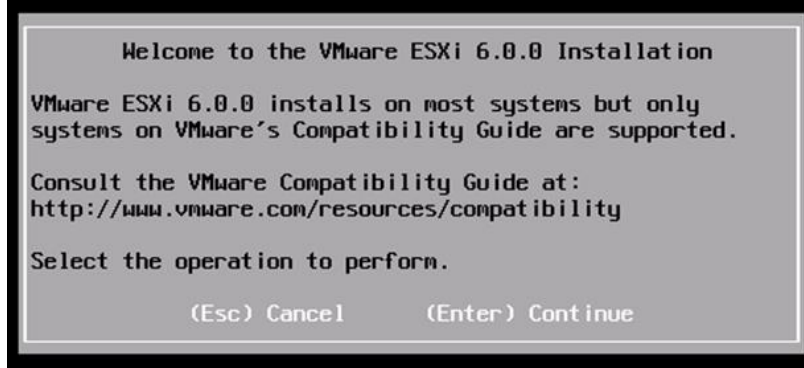 Welcome to the VMware ESXi 6.0.0 Installation
VMware ESXi 6.0.0 installs on most systems but only
systems on VMware's Compatibility Guide are supported.
Consult the VMware Compatibility Guide at:
http://www.vmware.com/resources/compatibility
Select the operation to perform.
(Esc) Cancel (Enter) Continue